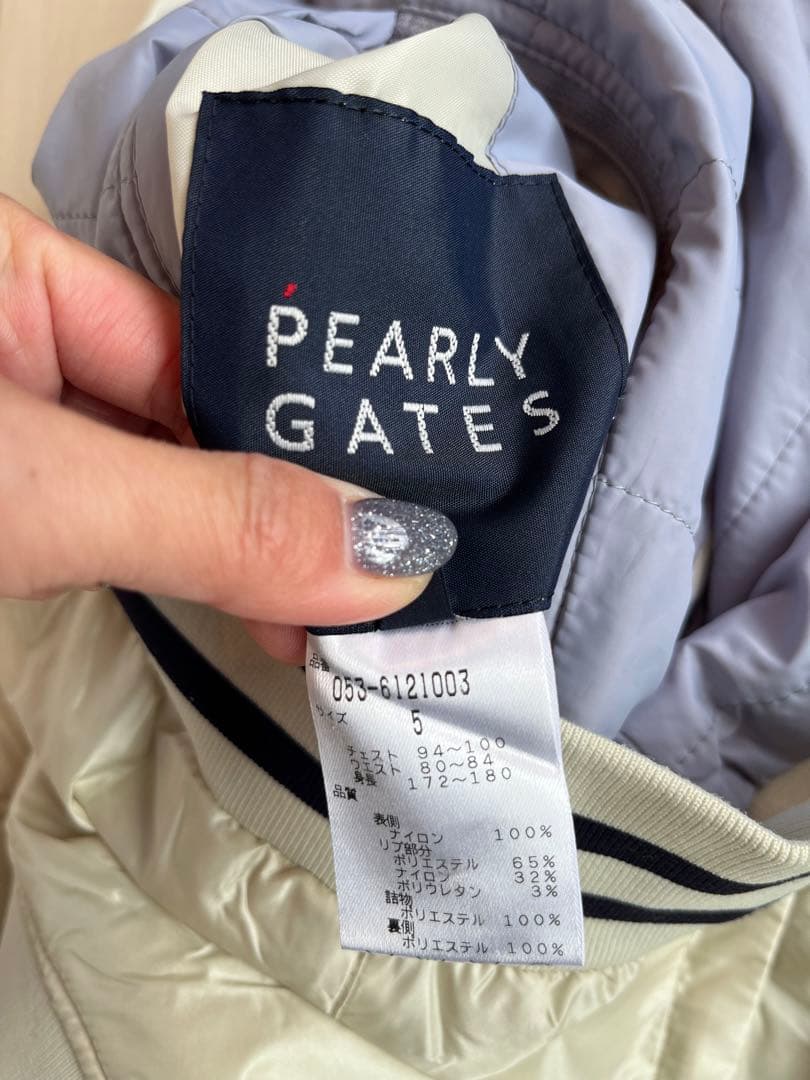 PEARLY
GATES
品番
053-6121003
サイズ 5
チェスト 94～100
ウェスト 80～84
身長 172～180
品質
表側
ナイロン 100%
リブ部分
ポリエステル 65%
ナイロン 32%
ポリウレタン 3%
詰物
ポリエステル 100%
裏側
ポリエステル 100%